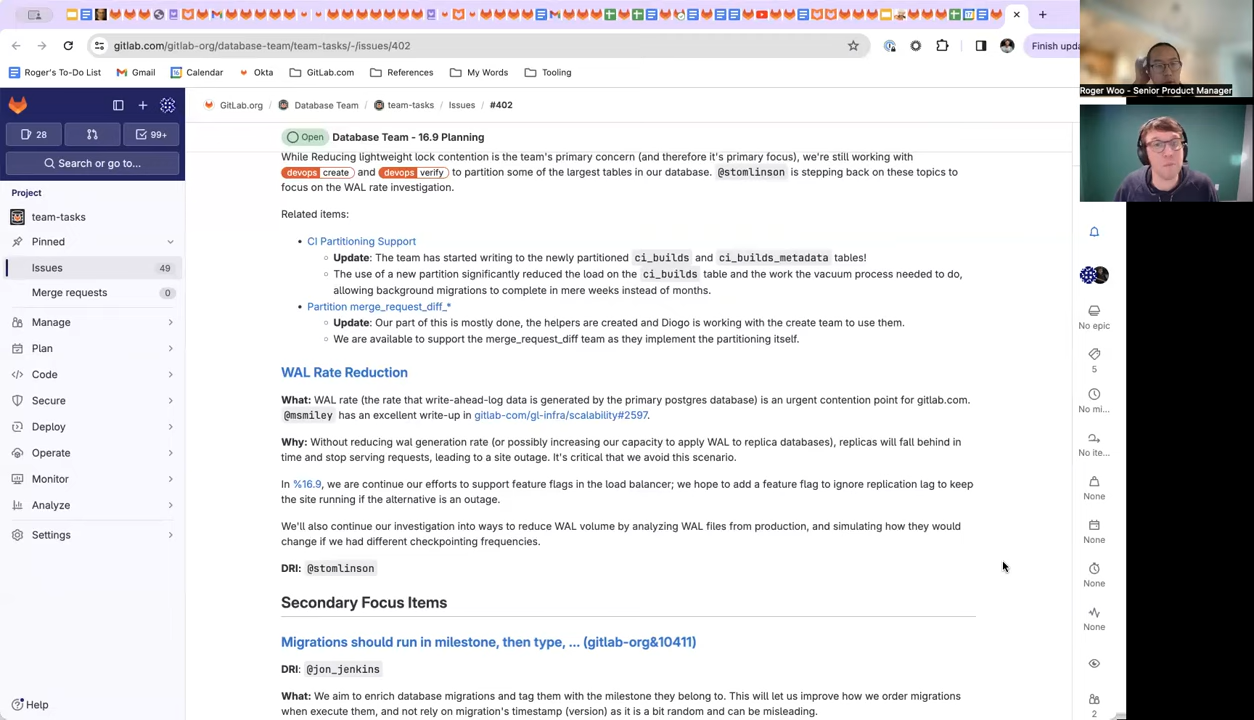 gitlab.com/gitlab-org/database-team/team-tasks/-/issues/402
Finish upda
Roger's To-Do List
Gmail
Calendar
Okta
GitLab.com
References
My Words
Tooling
Roger Woo - Senior Product Manager
28
99+
Search or go to...
Project
team-tasks
Pinned
Issues 49
Merge requests 0
Manage
Plan
Code
Secure
Deploy
Operate
Monitor
Analyze
Settings
Help
GitLab.org / Database Team / team-tasks / Issues / #402
Open Database Team - 16.9 Planning
While Reducing lightweight lock contention is the team's primary concern (and therefore it's primary focus), we're still working with
devops create and devops verify to partition some of the largest tables in our database. @stomlinson is stepping back on these topics to
focus on the WAL rate investigation.
Related items:
• CI Partitioning Support
Update: The team has started writing to the newly partitioned ci_builds and ci_builds_metadata tables!
The use of a new partition significantly reduced the load on the ci_builds table and the work the vacuum process needed to do,
allowing background migrations to complete in mere weeks instead of months.
• Partition merge_request_diff_*
Update: Our part of this is mostly done, the helpers are created and Diogo is working with the create team to use them.
We are available to support the merge_request_diff team as they implement the partitioning itself.
WAL Rate Reduction
What: WAL rate (the rate that write-ahead-log data is generated by the primary postgres database) is an urgent contention point for gitlab.com.
@msmiley has an excellent write-up in gitlab-com/gl-infra/scalability#2597.
Why: Without reducing wal generation rate (or possibly increasing our capacity to apply WAL to replica databases), replicas will fall behind in
time and stop serving requests, leading to a site outage. It's critical that we avoid this scenario.
In %16.9, we are continue our efforts to support feature flags in the load balancer; we hope to add a feature flag to ignore replication lag to keep
the site running if the alternative is an outage.
We'll also continue our investigation into ways to reduce WAL volume by analyzing WAL files from production, and simulating how they would
change if we had different checkpointing frequencies.
DRI: @stomlinson
Secondary Focus Items
Migrations should run in milestone, then type, ... (gitlab-org&10411)
DRI: @jon_jenkins
What: We aim to enrich database migrations and tag them with the milestone they belong to. This will let us improve how we order migrations
when execute them, and not rely on migration's timestamp (version) as it is a bit random and can be misleading.
No epic
5
No mi...
No ite...
None
None
None
None
2